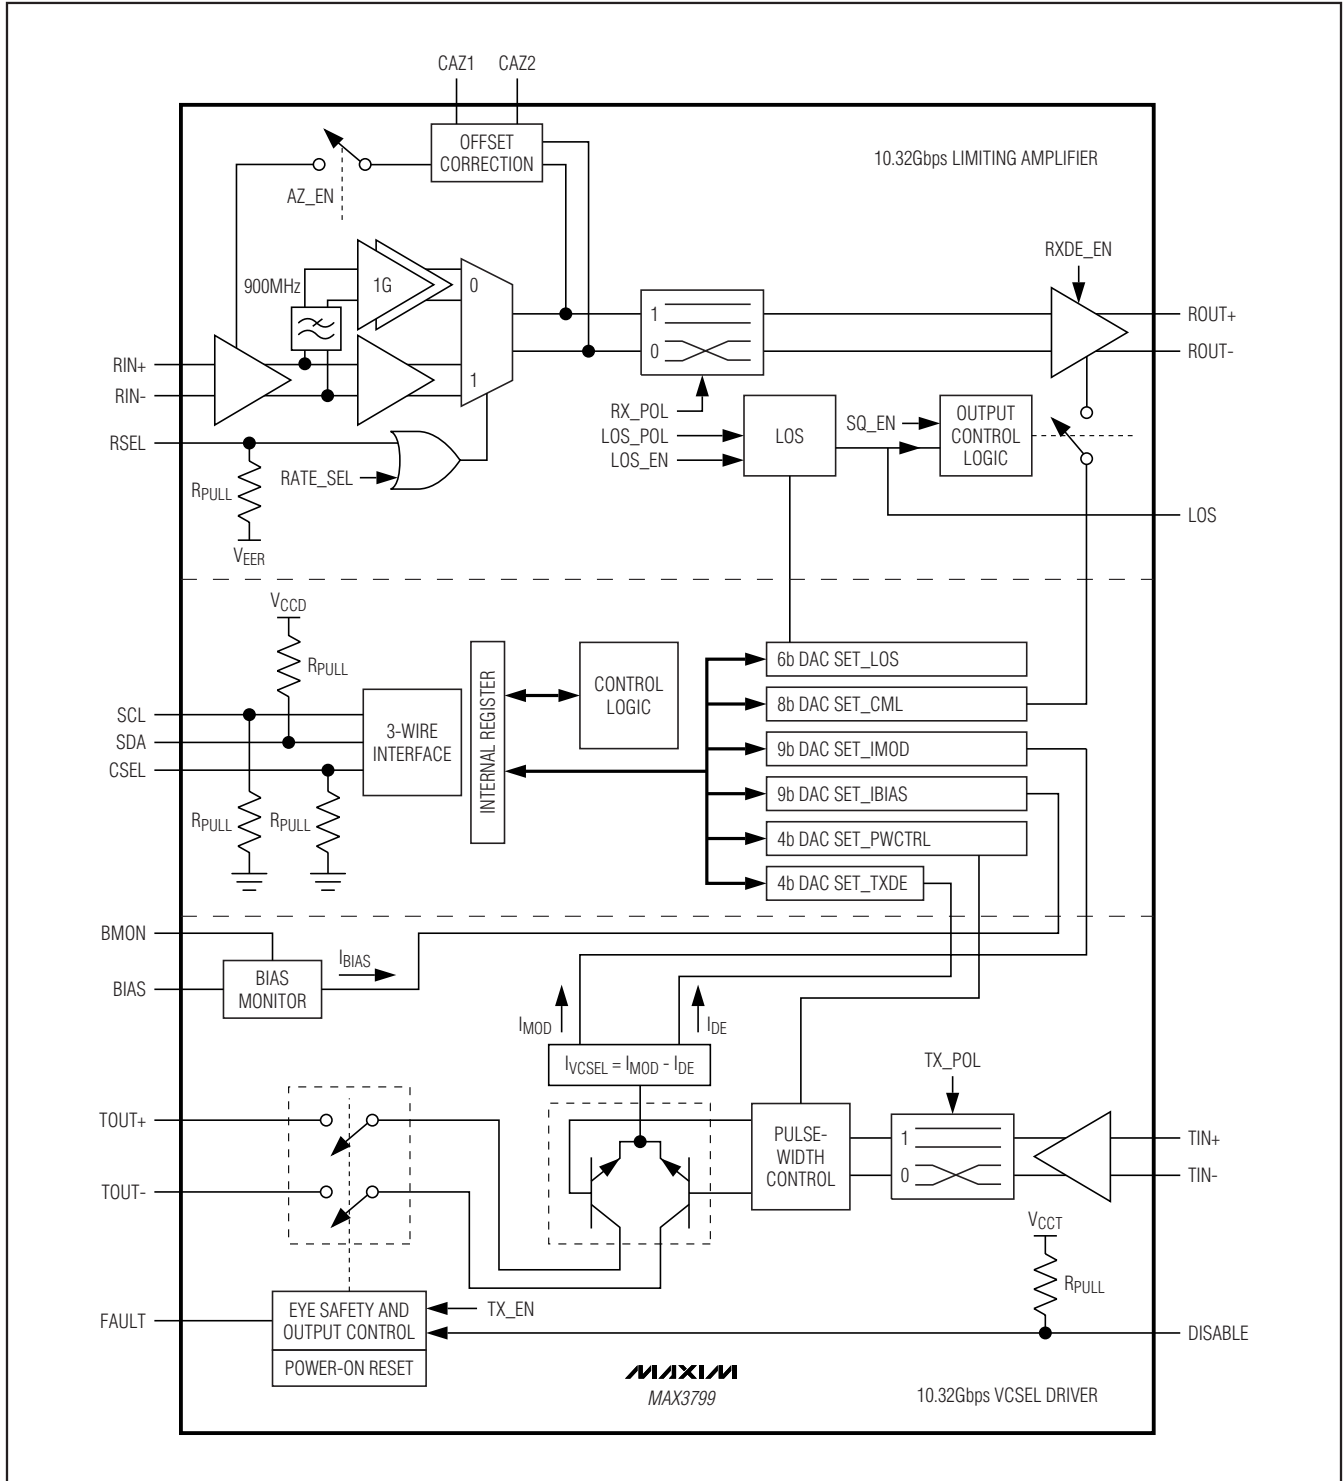 CAZ1
CAZ2
OFFSET
CORRECTION
10.32Gbps LIMITING AMPLIFIER
AZ_EN
RXDE_EN
900MHz
1G
0
1
1
0
ROUT+
ROUT-
RIN+
RIN-
RX_POL
LOS_POL
LOS_EN
LOS
SQ_EN
OUTPUT
CONTROL
LOGIC
RSEL
RATE_SEL
RPULL
VEER
LOS
VCCD
RPULL
SCL
SDA
CSEL
3-WIRE
INTERFACE
INTERNAL REGISTER
CONTROL
LOGIC
6b DAC SET_LOS
8b DAC SET_CML
9b DAC SET_IMOD
9b DAC SET_IBIAS
4b DAC SET_PWCTRL
4b DAC SET_TXDE
RPULL
RPULL
BMON
BIAS
BIAS
MONITOR
IBIAS
IMOD
IDE
IVCSEL = IMOD - IDE
TX_POL
TOUT+
TOUT-
PULSE-
WIDTH
CONTROL
1
0
TIN+
TIN-
VCCT
RPULL
FAULT
EYE SAFETY AND
OUTPUT CONTROL
POWER-ON RESET
TX_EN
DISABLE
MAXIM
MAX3799
10.32Gbps VCSEL DRIVER